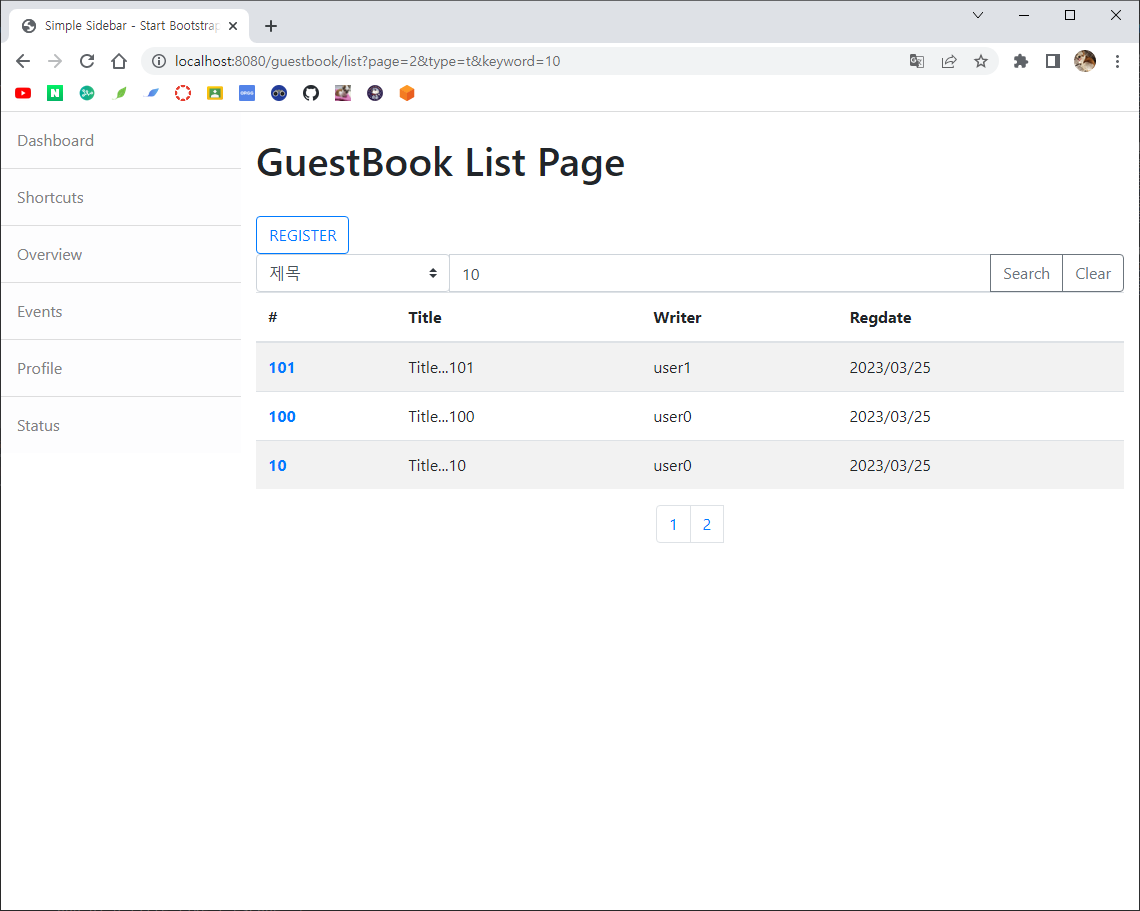 Simple Sidebar - Start Bootstrap
localhost:8080/guestbook/list?page=2&type=t&keyword=10
Dashboard
Shortcuts
Overview
Events
Profile
Status
GuestBook List Page
REGISTER
제목 10 Search Clear
# Title Writer Regdate
101 Title...101 user1 2023/03/25
100 Title...100 user0 2023/03/25
10 Title...10 user0 2023/03/25
1 2